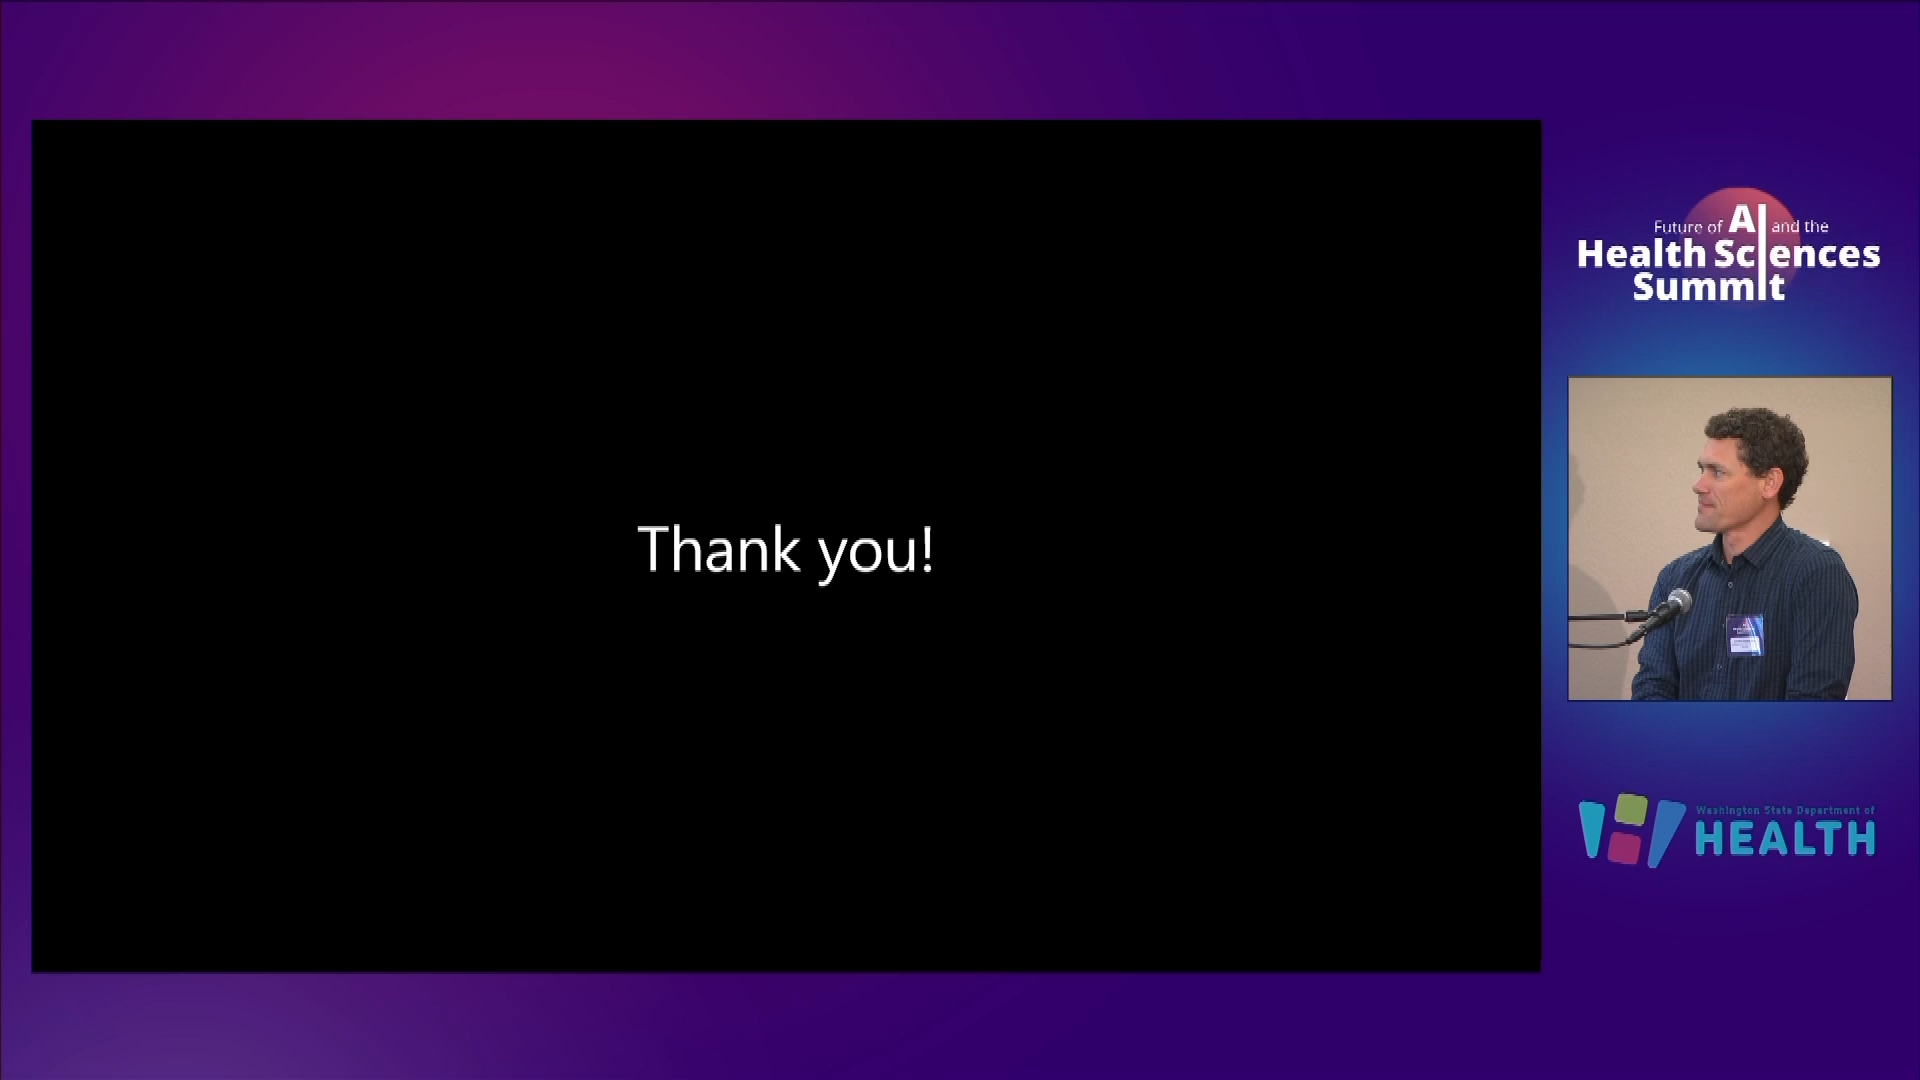 Thank you!
Future of AI and the
Health Sciences
Summit
Washington State Department of
HEALTH